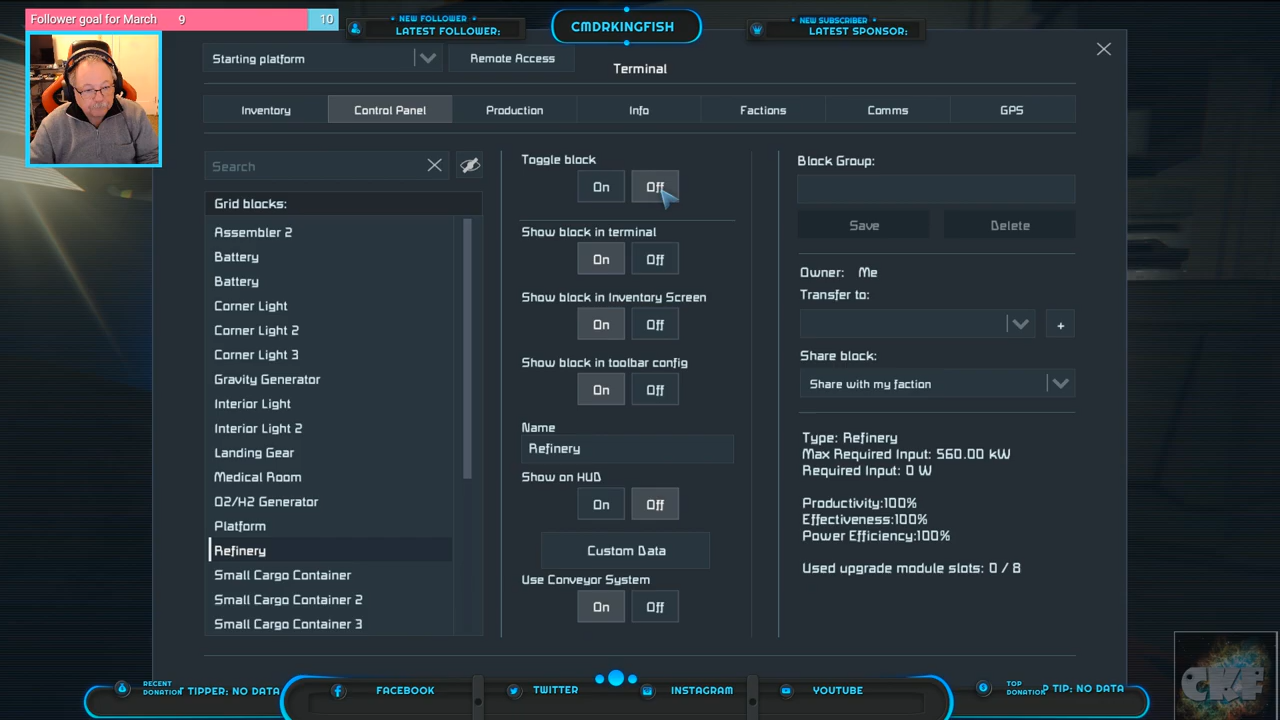 Follower goal for March 9 10
NEW FOLLOWER
LATEST FOLLOWER:
CMDRKINGFISH
NEW SUBSCRIBER
LATEST SPONSOR:
Starting platform
Remote Access
Terminal
Inventory
Control Panel
Production
Info
Factions
Comms
GPS
Search
Grid blocks:
Assembler 2
Battery
Battery
Corner Light
Corner Light 2
Corner Light 3
Gravity Generator
Interior Light
Interior Light 2
Landing Gear
Medical Room
O2/H2 Generator
Platform
Refinery
Small Cargo Container
Small Cargo Container 2
Small Cargo Container 3
Toggle block
On Off
Show block in terminal
On Off
Show block in Inventory Screen
On Off
Show block in toolbar config
On Off
Name
Refinery
Show on HUD
On Off
Custom Data
Use Conveyor System
On Off
Block Group:
Save Delete
Owner: Me
Transfer to:
+
Share block:
Share with my faction
Type: Refinery
Max Required Input: 560.00 kW
Required Input: 0 W
Productivity:100%
Effectiveness:100%
Power Efficiency:100%
Used upgrade module slots: 0 / 8
RECENT
DONATION
TIPPER: NO DATA
FACEBOOK
TWITTER
INSTAGRAM
YOUTUBE
TOP
DONATION
P TIP: NO DATA
CKF